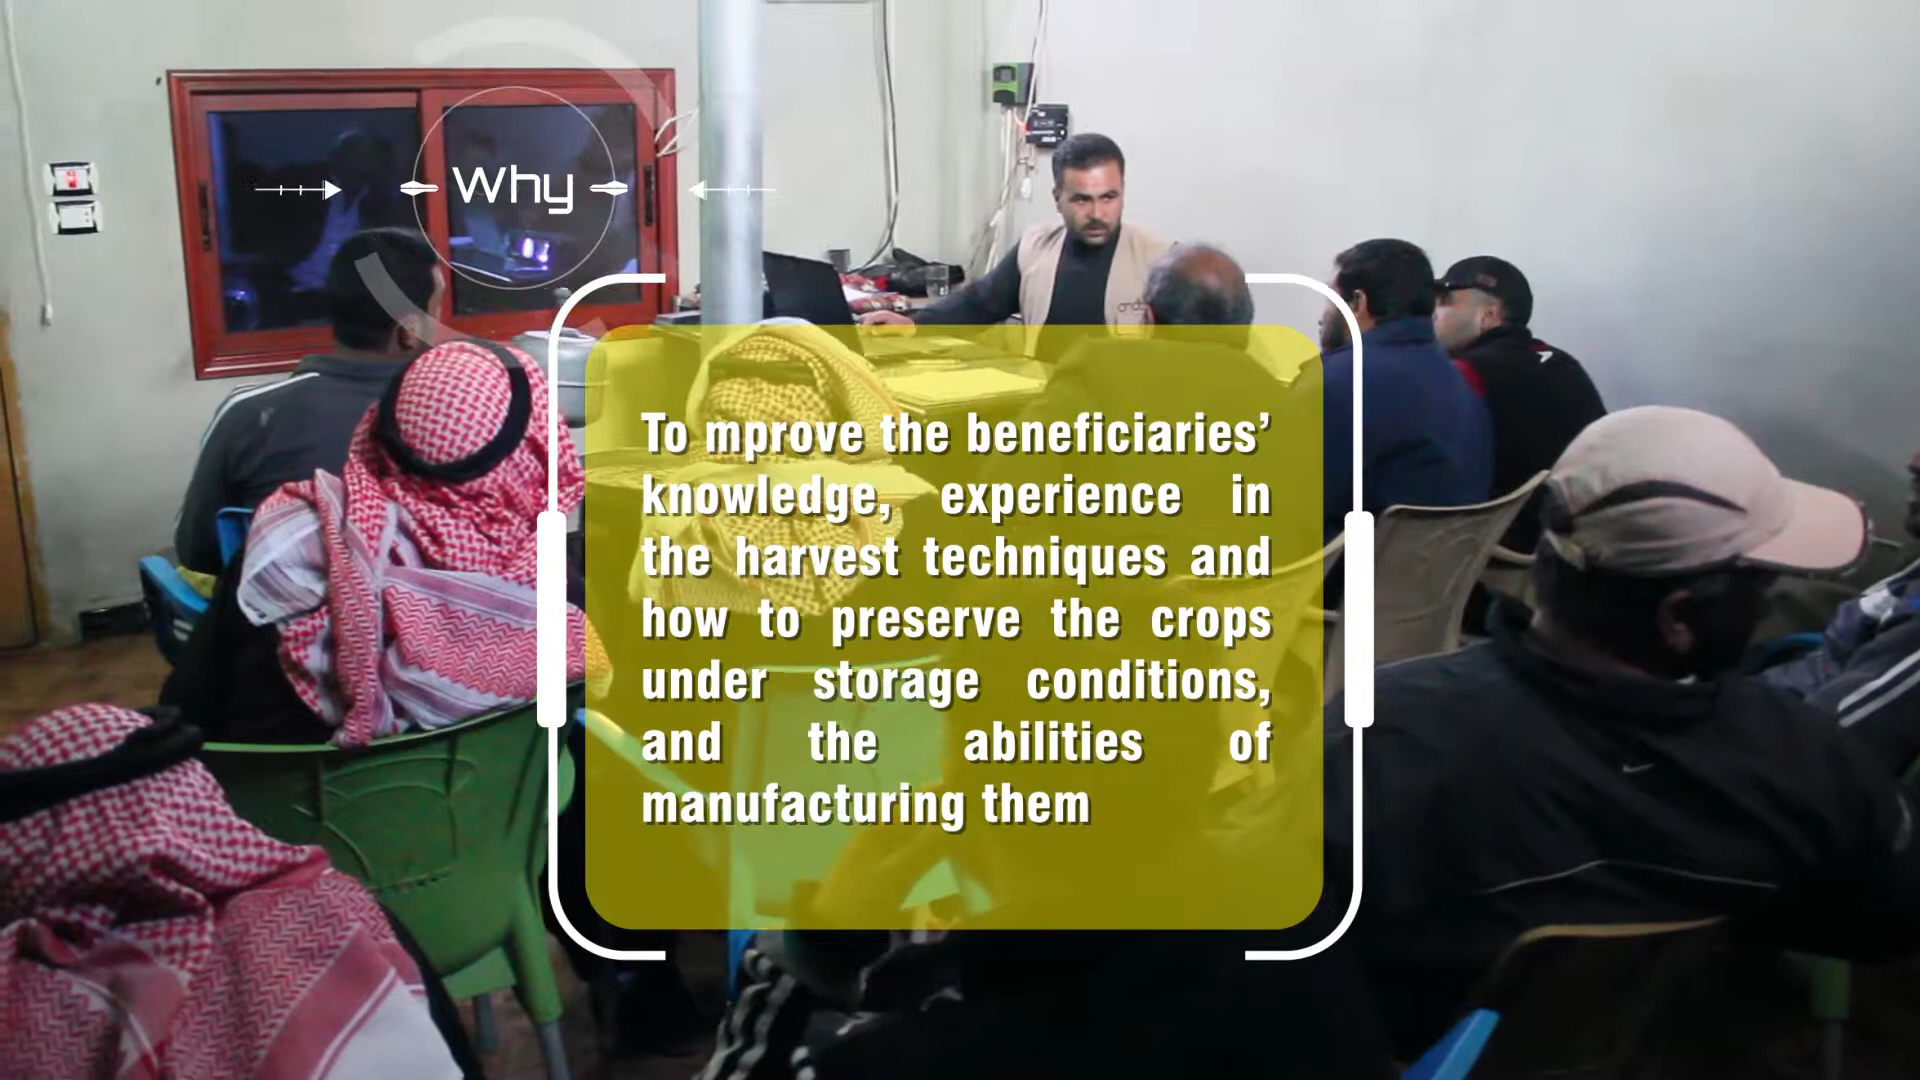 Why
To mprove the beneficiaries’
knowledge, experience in
the harvest techniques and
how to preserve the crops
under storage conditions,
and the abilities of
manufacturing them